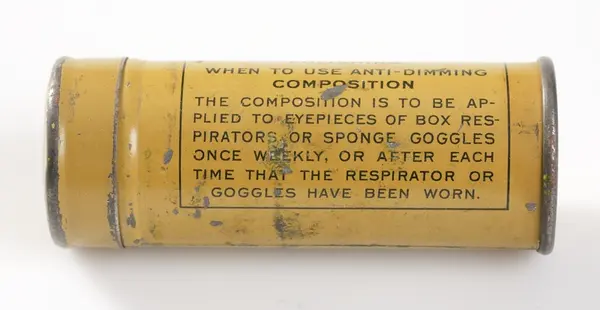 WHEN TO USE ANTI-DIMMING
COMPOSITION
THE COMPOSITION IS TO BE AP-
PLIED TO EYEPIECES OF BOX RES-
PIRATORS OR SPONGE GOGGLES
ONCE WEEKLY, OR AFTER EACH
TIME THAT THE RESPIRATOR OR
GOGGLES HAVE BEEN WORN.